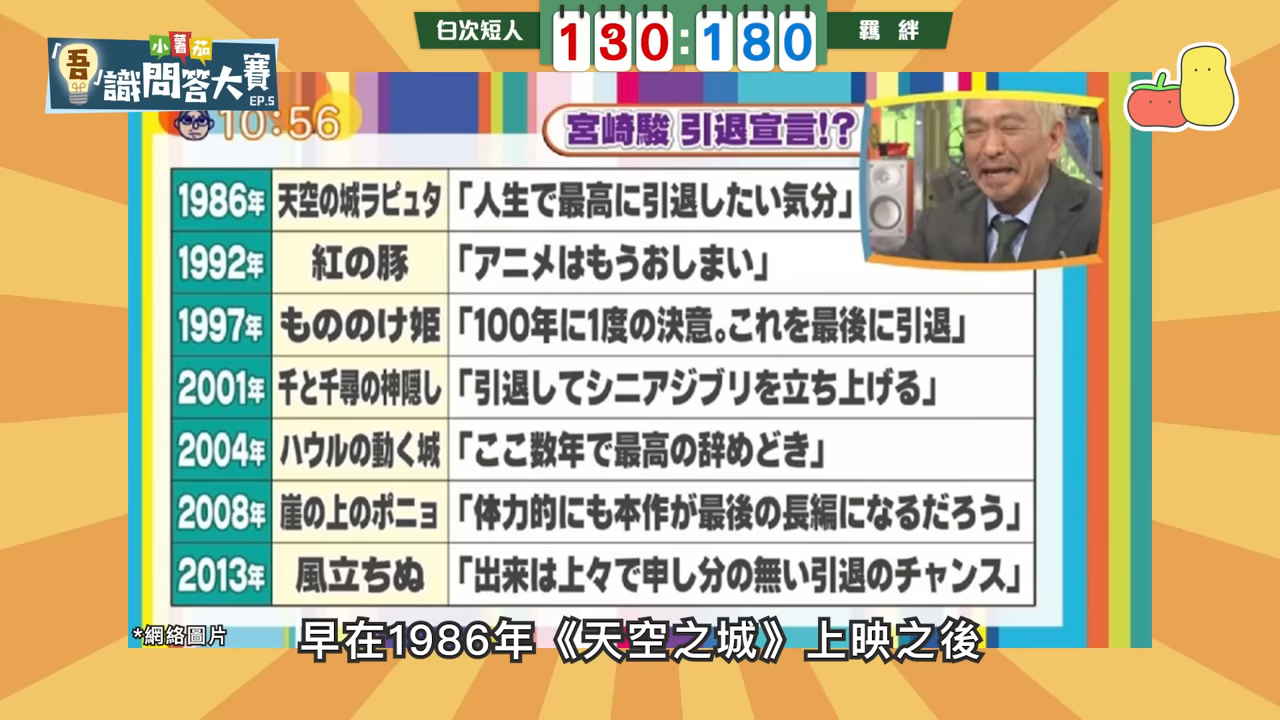 白次短人 130:180 羈絆
小薯茄
「吾」識問答大賽
EP.5
10:56
宮崎駿 引退宣言!?
1986年 天空の城ラピュタ 「人生で最高に引退したい気分」
1992年 紅の豚 「アニメはもうおしまい」
1997年 もののけ姫 「100年に1度の決意。これを最後に引退」
2001年 千と千尋の神隠し 「引退してシニアジブリを立ち上げる」
2004年 ハウルの動く城 「ここ数年で最高の辞めどき」
2008年 崖の上のポニョ 「体力的にも本作が最後の長編になるだろう」
2013年 風立ちぬ 「出来は上々で申し分の無い引退のチャンス」
*網絡圖片
早在1986年《天空之城》上映之後